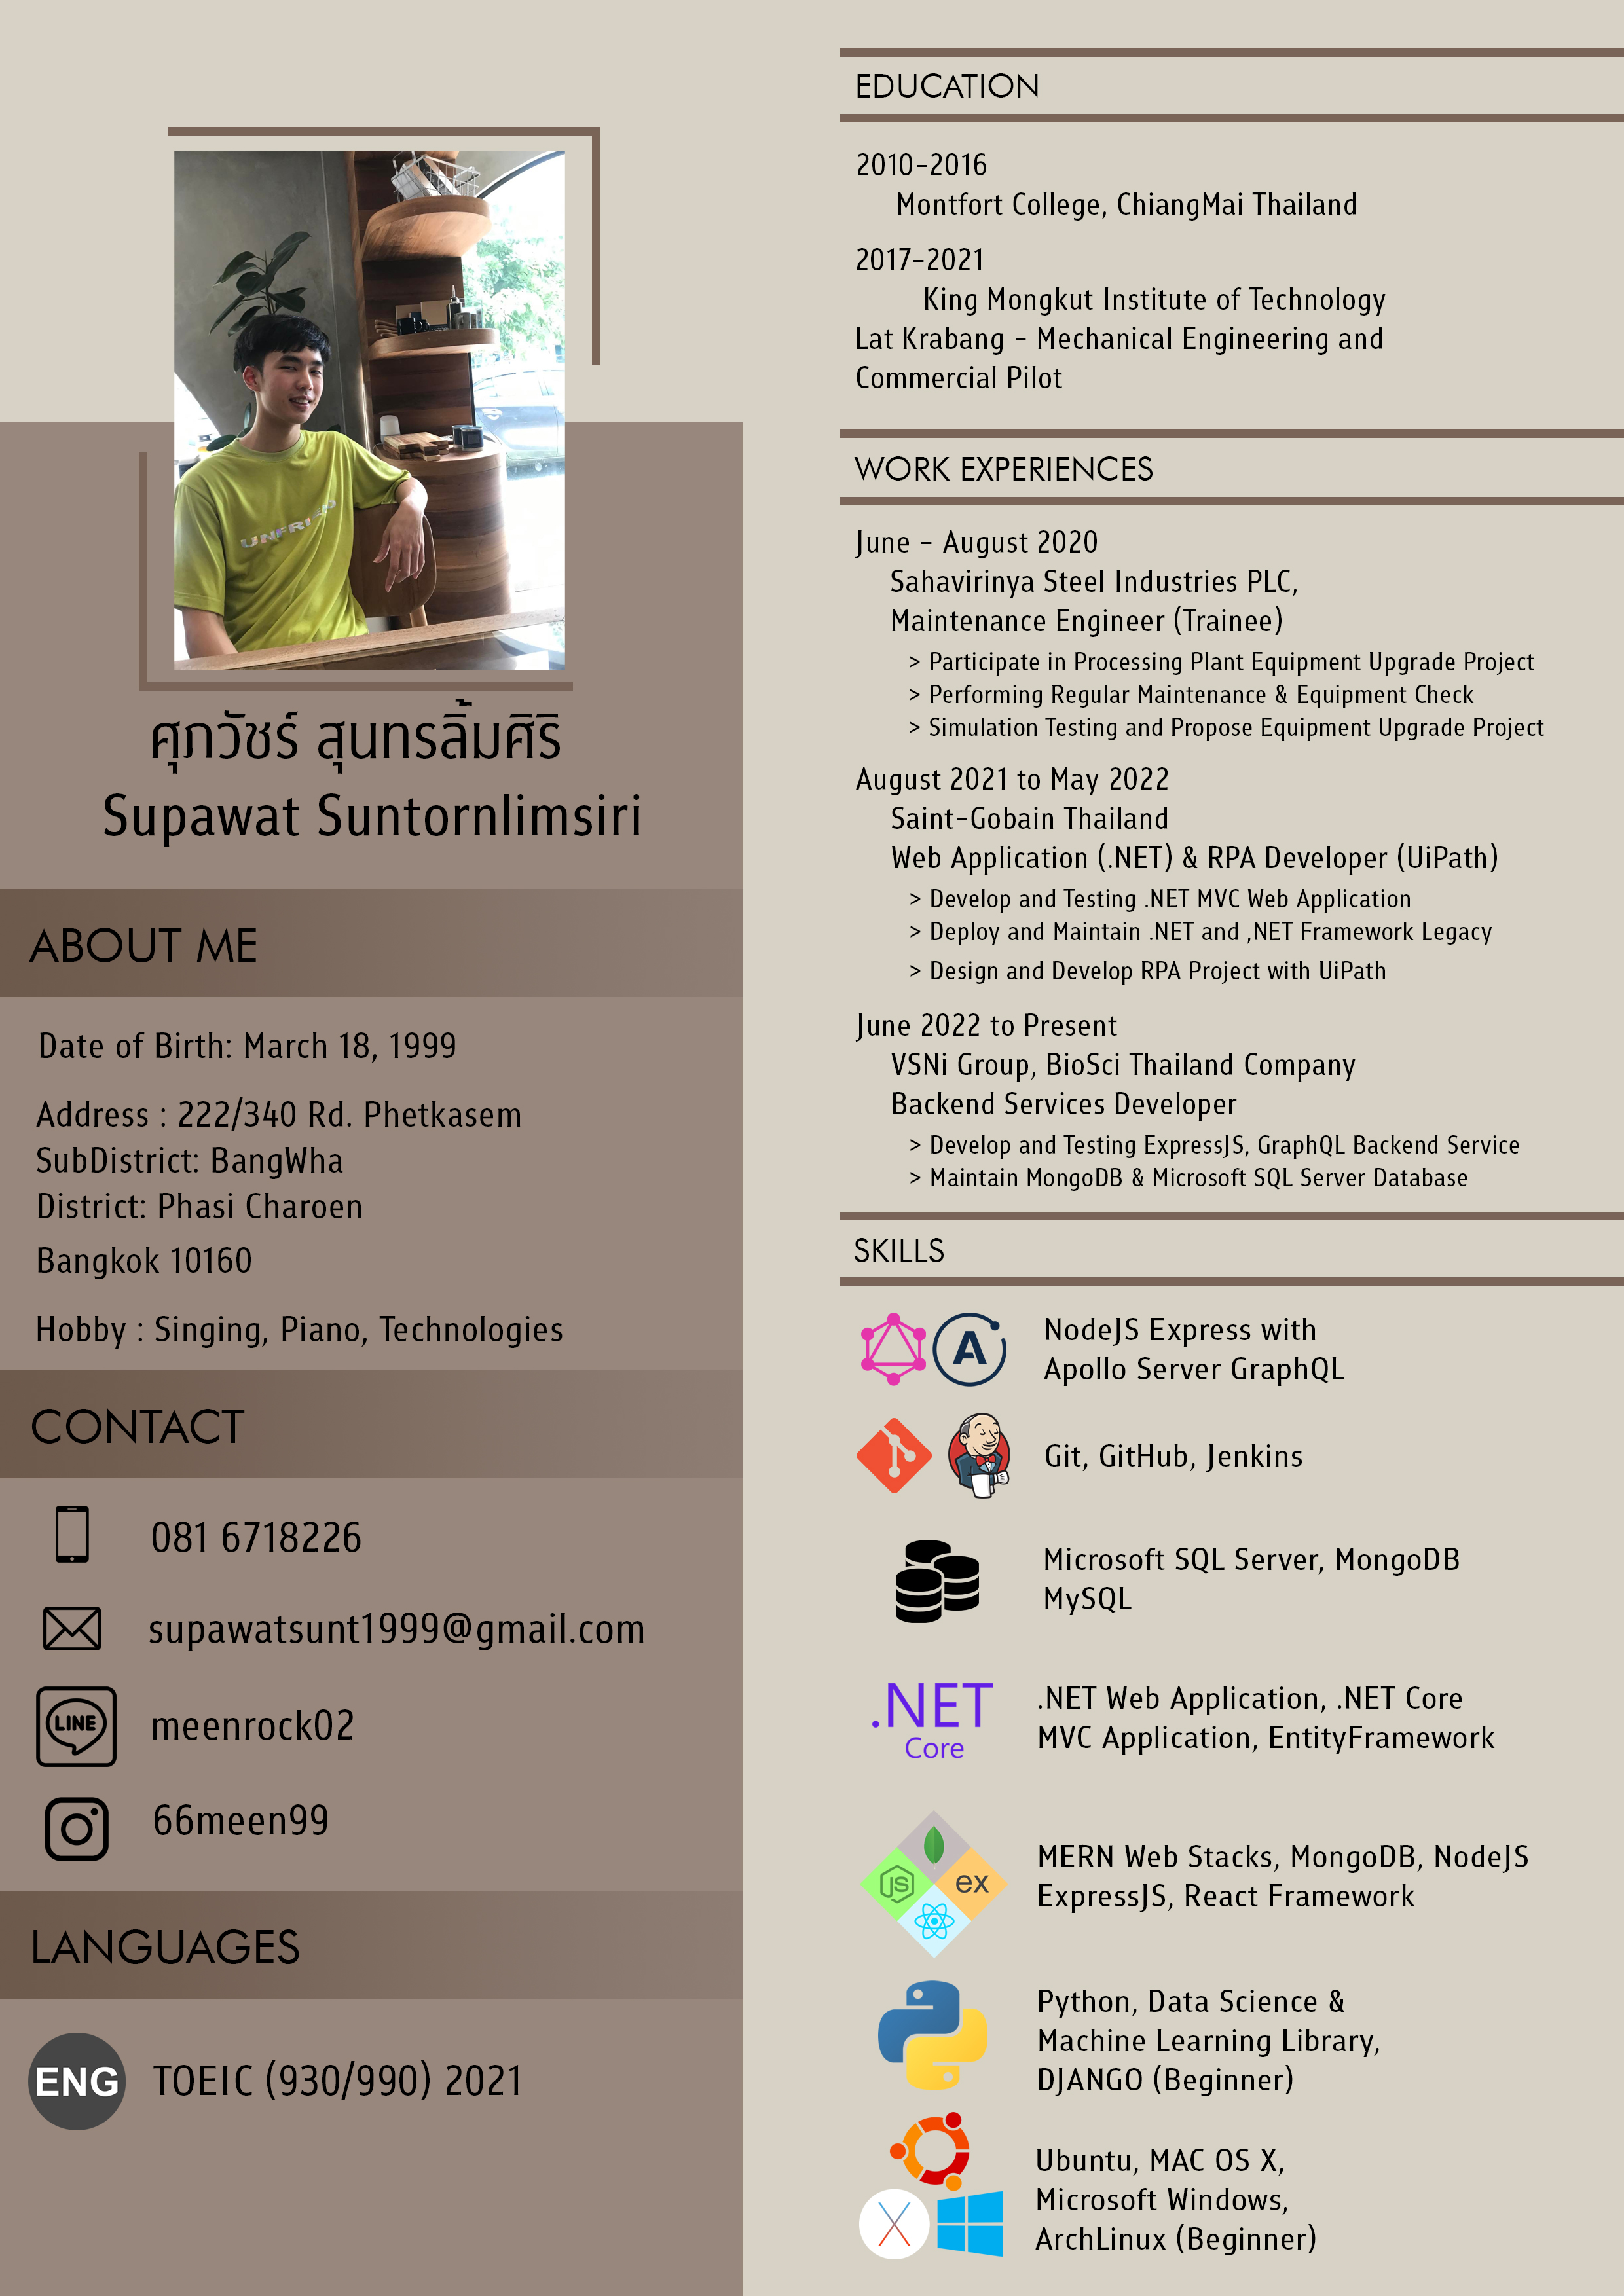 ศุภวัชร์ สุนทรลิ้มศิริ
Supawat Suntornlimsiri
ABOUT ME
Date of Birth: March 18, 1999
Address : 222/340 Rd. Phetkasem
SubDistrict: BangWha
District: Phasi Charoen
Bangkok 10160
Hobby : Singing, Piano, Technologies
CONTACT
081 6718226
supawatsunt1999@gmail.com
LINE
meenrock02
66meen99
LANGUAGES
ENG
TOEIC (930/990) 2021
EDUCATION
2010-2016
Montfort College, ChiangMai Thailand
2017-2021
King Mongkut Institute of Technology
Lat Krabang - Mechanical Engineering and
Commercial Pilot
WORK EXPERIENCES
June - August 2020
Sahavirinya Steel Industries PLC,
Maintenance Engineer (Trainee)
> Participate in Processing Plant Equipment Upgrade Project
> Performing Regular Maintenance & Equipment Check
> Simulation Testing and Propose Equipment Upgrade Project
August 2021 to May 2022
Saint-Gobain Thailand
Web Application (.NET) & RPA Developer (UiPath)
> Develop and Testing .NET MVC Web Application
> Deploy and Maintain .NET and ,NET Framework Legacy
> Design and Develop RPA Project with UiPath
June 2022 to Present
VSNi Group, BioSci Thailand Company
Backend Services Developer
> Develop and Testing ExpressJS, GraphQL Backend Service
> Maintain MongoDB & Microsoft SQL Server Database
SKILLS
A
NodeJS Express with
Apollo Server GraphQL
Git, GitHub, Jenkins
Microsoft SQL Server, MongoDB
MySQL
.NET
Core
.NET Web Application, .NET Core
MVC Application, EntityFramework
JS
ex
MERN Web Stacks, MongoDB, NodeJS
ExpressJS, React Framework
Python, Data Science &
Machine Learning Library,
DJANGO (Beginner)
X
Ubuntu, MAC OS X,
Microsoft Windows,
ArchLinux (Beginner)